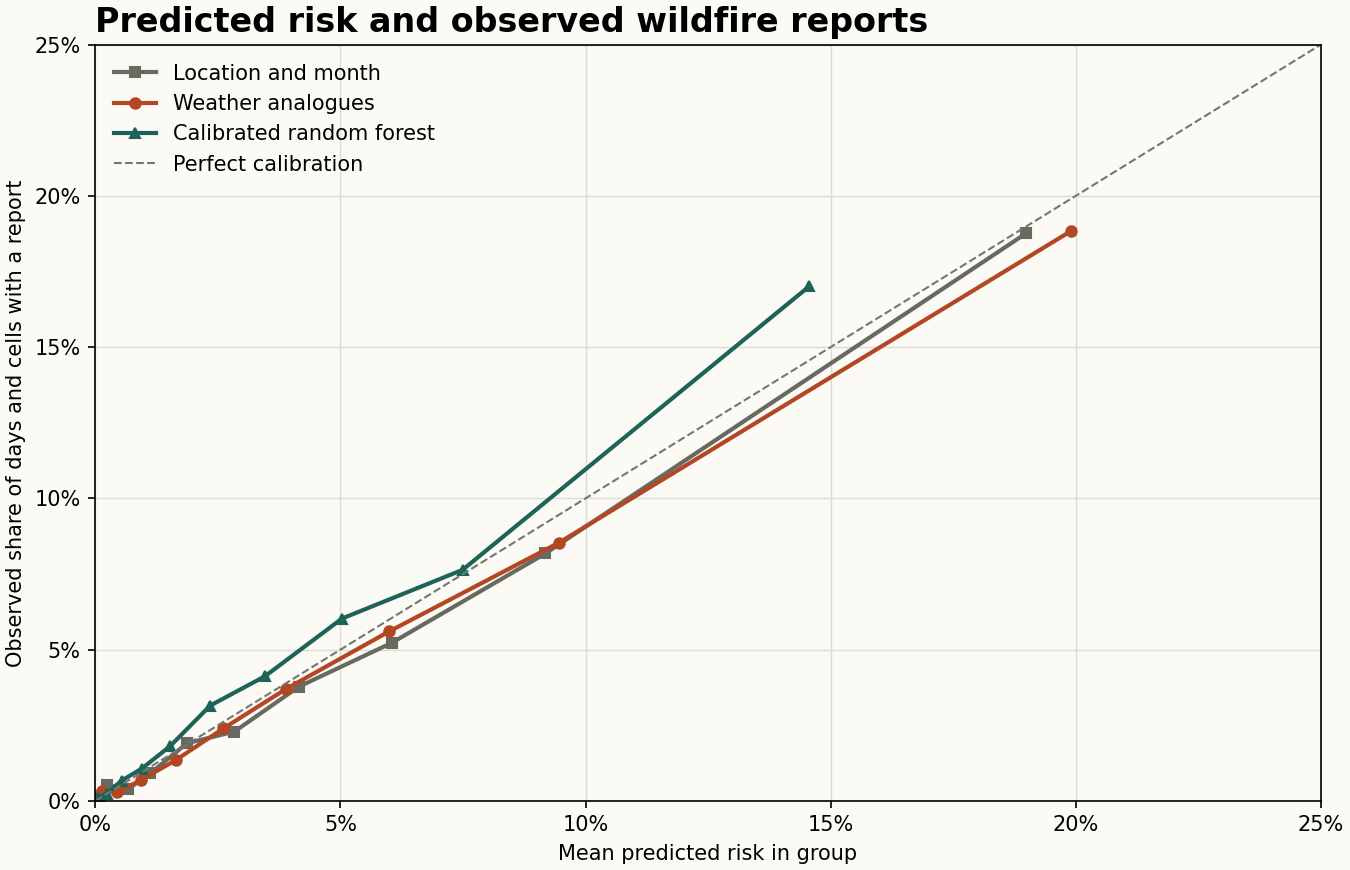 Predicted risk and observed wildfire reports
Location and month
Weather analogues
Calibrated random forest
Perfect calibration
Observed share of days and cells with a report
25%
20%
15%
10%
5%
0%
0%
5%
10%
15%
20%
25%
Mean predicted risk in group